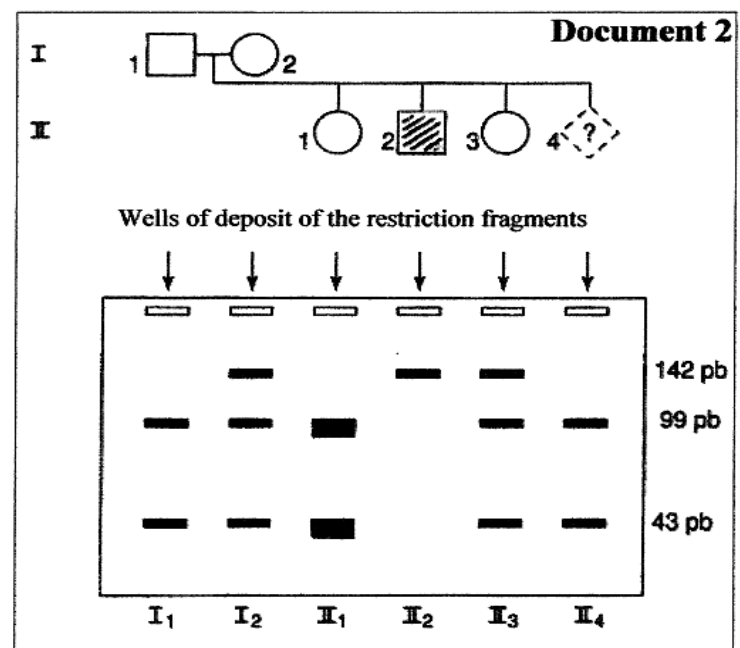 Document 2
I
1
2
II
1
2
3
4
?
Wells of deposit of the restriction fragments
142 pb
99 pb
43 pb
I₁ I₂ II₁ II₂ II₃ II₄